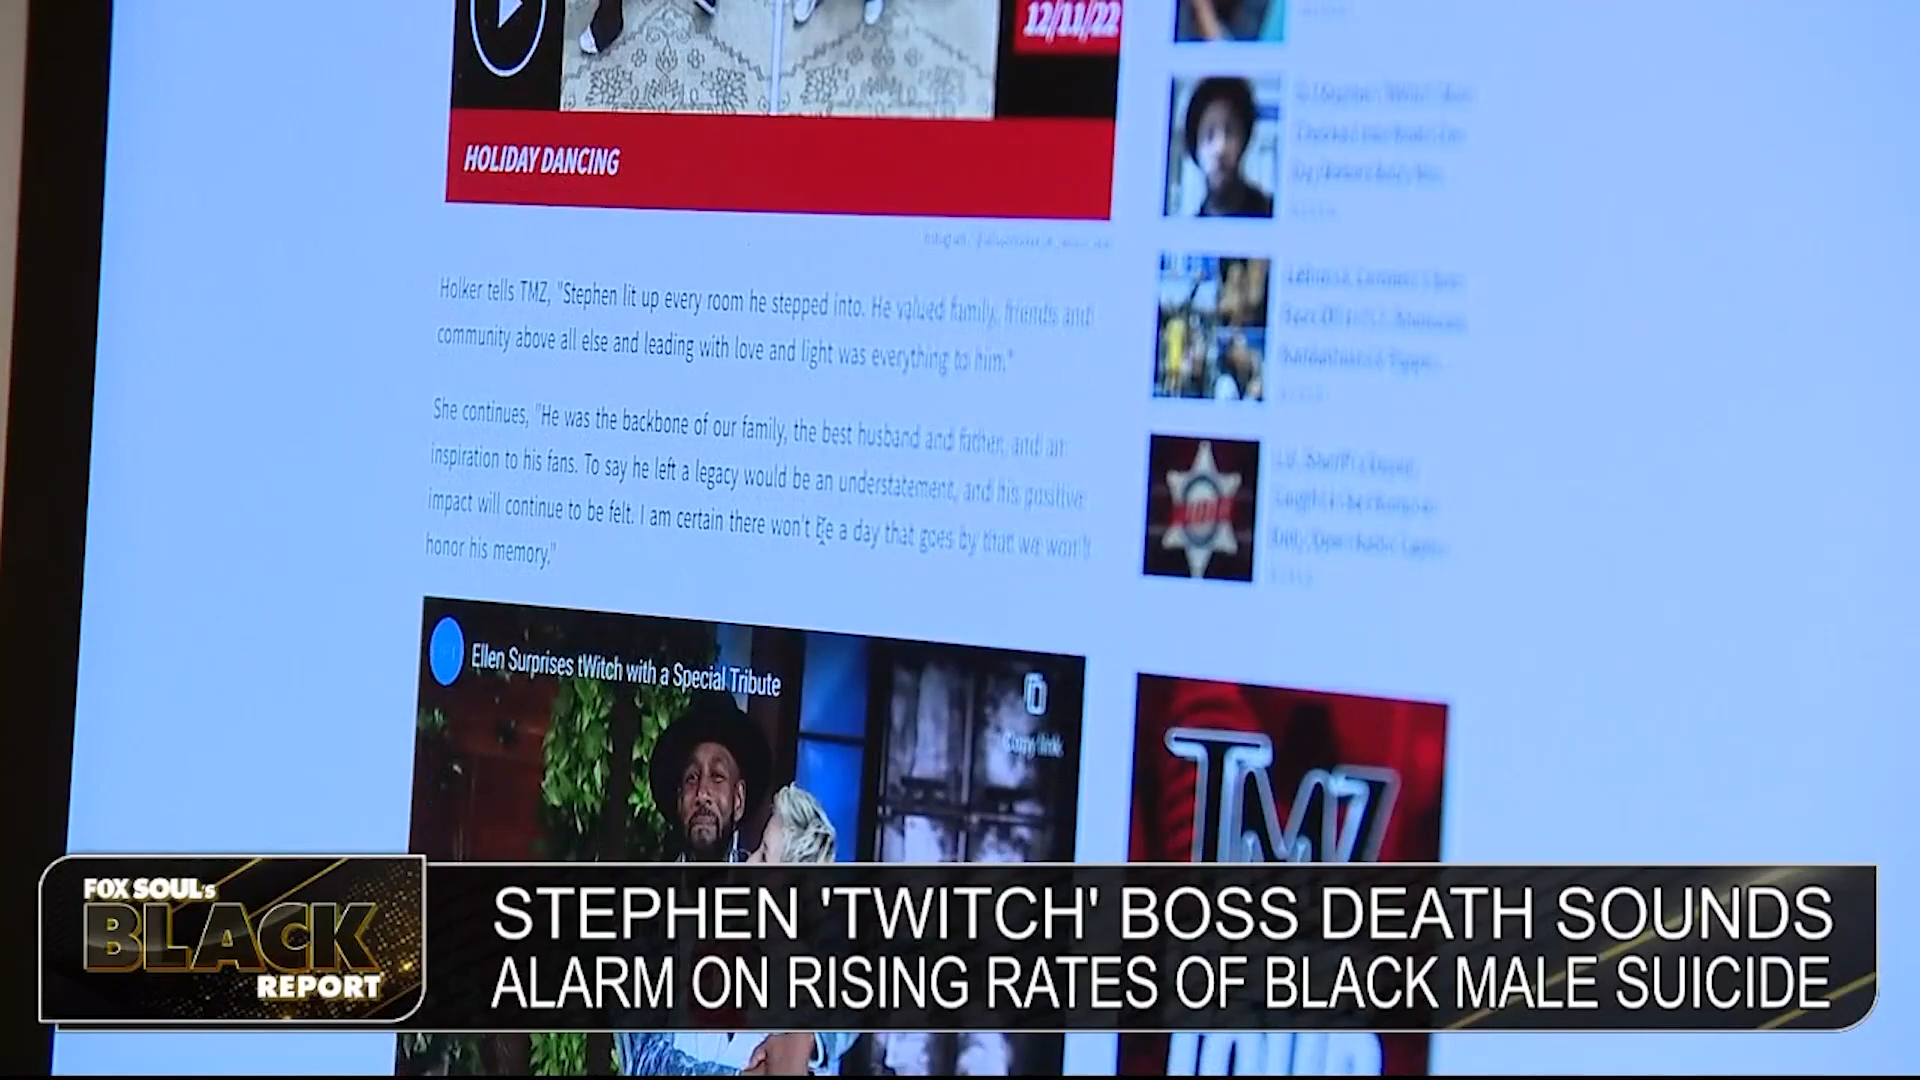 12/11/22
HOLIDAY DANCING
Holker tells TMZ, "Stephen lit up every room he stepped into. He valued family, friends and
community above all else and leading with love and light was everything to him."
She continues, "He was the backbone of our family, the best husband and father, and an
inspiration to his fans. To say he left a legacy would be an understatement, and his positive
impact will continue to be felt. I am certain there won't be a day that goes by that we won't
honor his memory."
Ellen Surprises tWitch with a Special Tribute
Copy link
TMZ
FOX SOUL's
BLACK
REPORT
STEPHEN 'TWITCH' BOSS DEATH SOUNDS
ALARM ON RISING RATES OF BLACK MALE SUICIDE